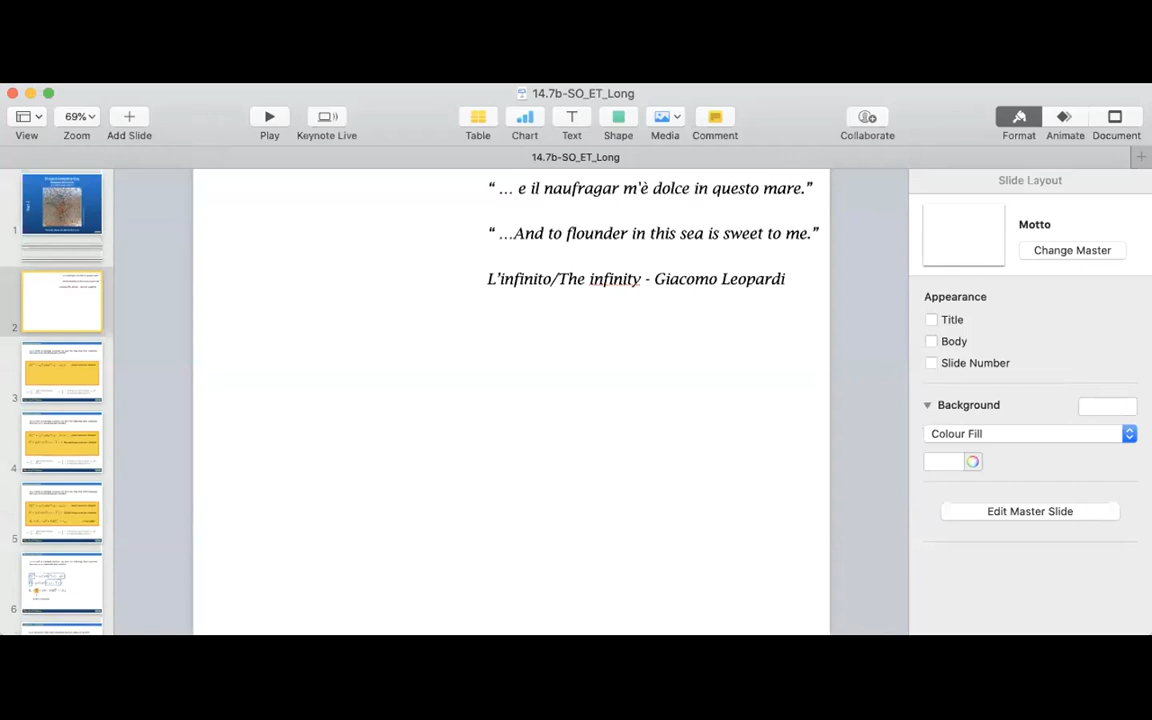 14.7b-SO_ET_Long
69%
View
Zoom
Add Slide
Play
Keynote Live
Table
Chart
Text
Shape
Media
Comment
Collaborate
Format
Animate
Document
14.7b-SO_ET_Long
1
2
3
4
5
6
“ … e il naufragar m'è dolce in questo mare.”
“ …And to flounder in this sea is sweet to me.”
L’infinito/The infinity - Giacomo Leopardi
Slide Layout
Motto
Change Master
Appearance
Title
Body
Slide Number
Background
Colour Fill
Edit Master Slide